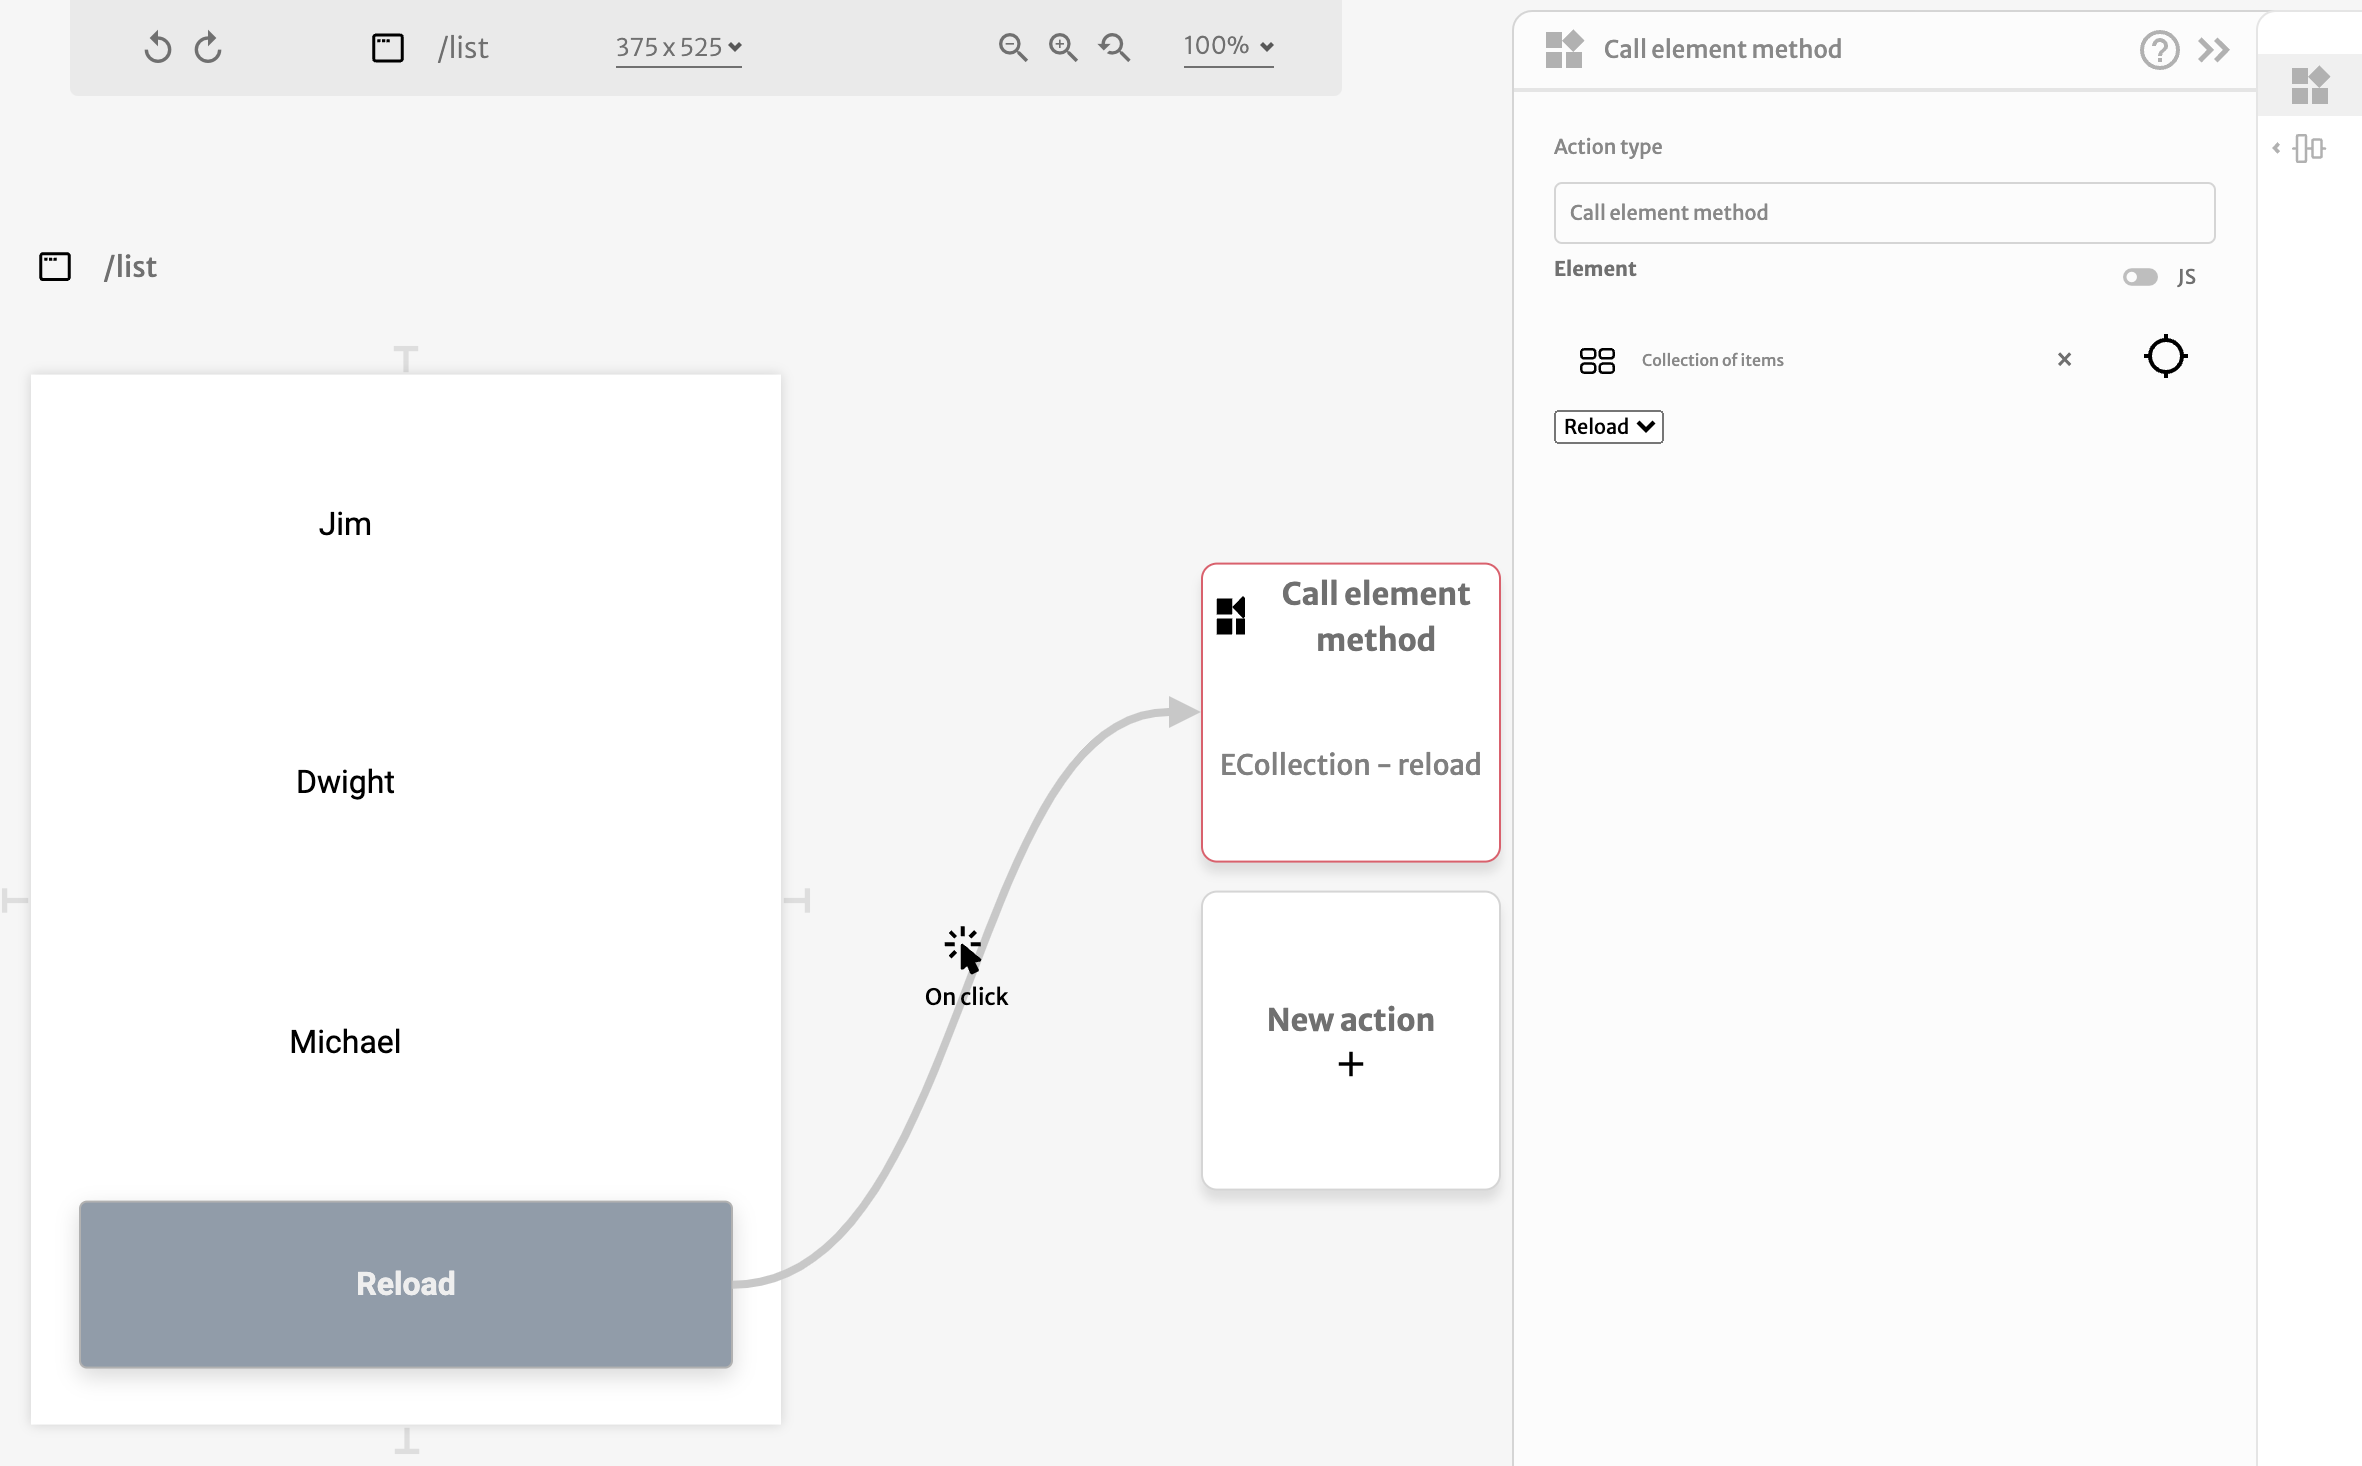 /list
375 x 525
100%
Call element method
Action type
Call element method
Element
JS
Collection of items
Reload
/list
Jim
Dwight
Michael
Reload
On click
Call element
method
ECollection - reload
New action
+